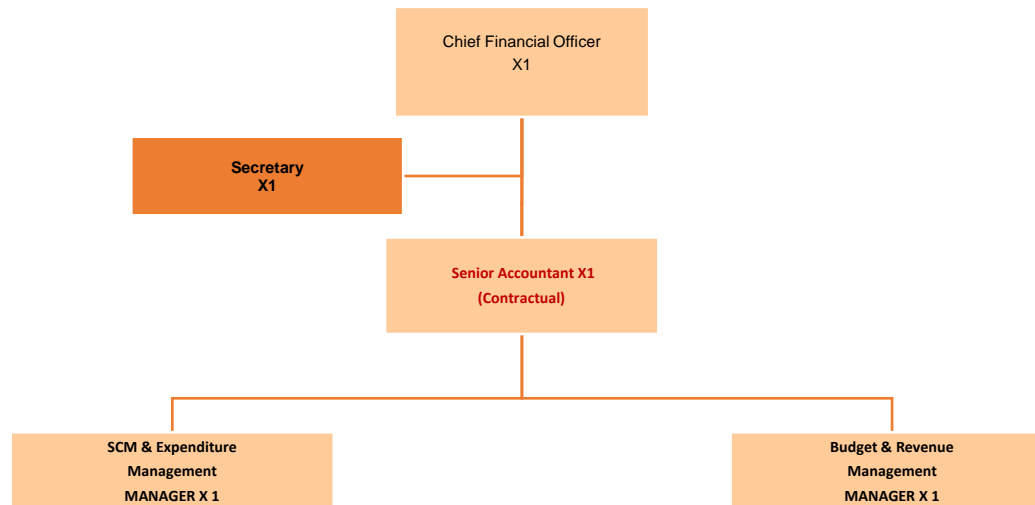 Chief Financial Officer
X1
Secretary
X1
Senior Accountant X1
(Contractual)
SCM & Expenditure
Management
MANAGER X 1
Budget & Revenue
Management
MANAGER X 1